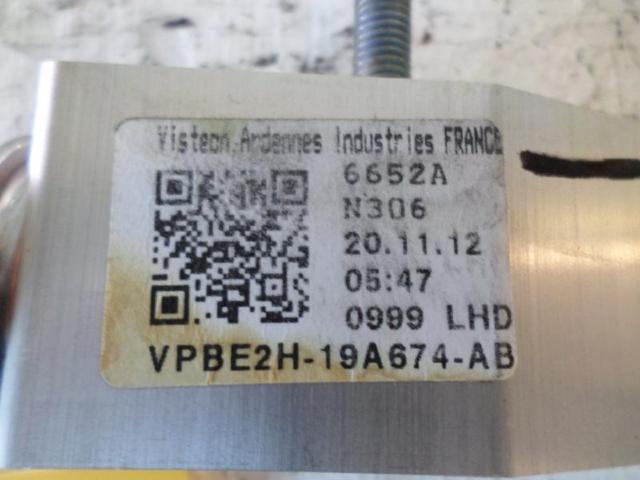 Visteon Ardennes Industries FRANCE
6652A
N306
20.11.12
05:47
0999 LHD
VPBE2H-19A674-AB